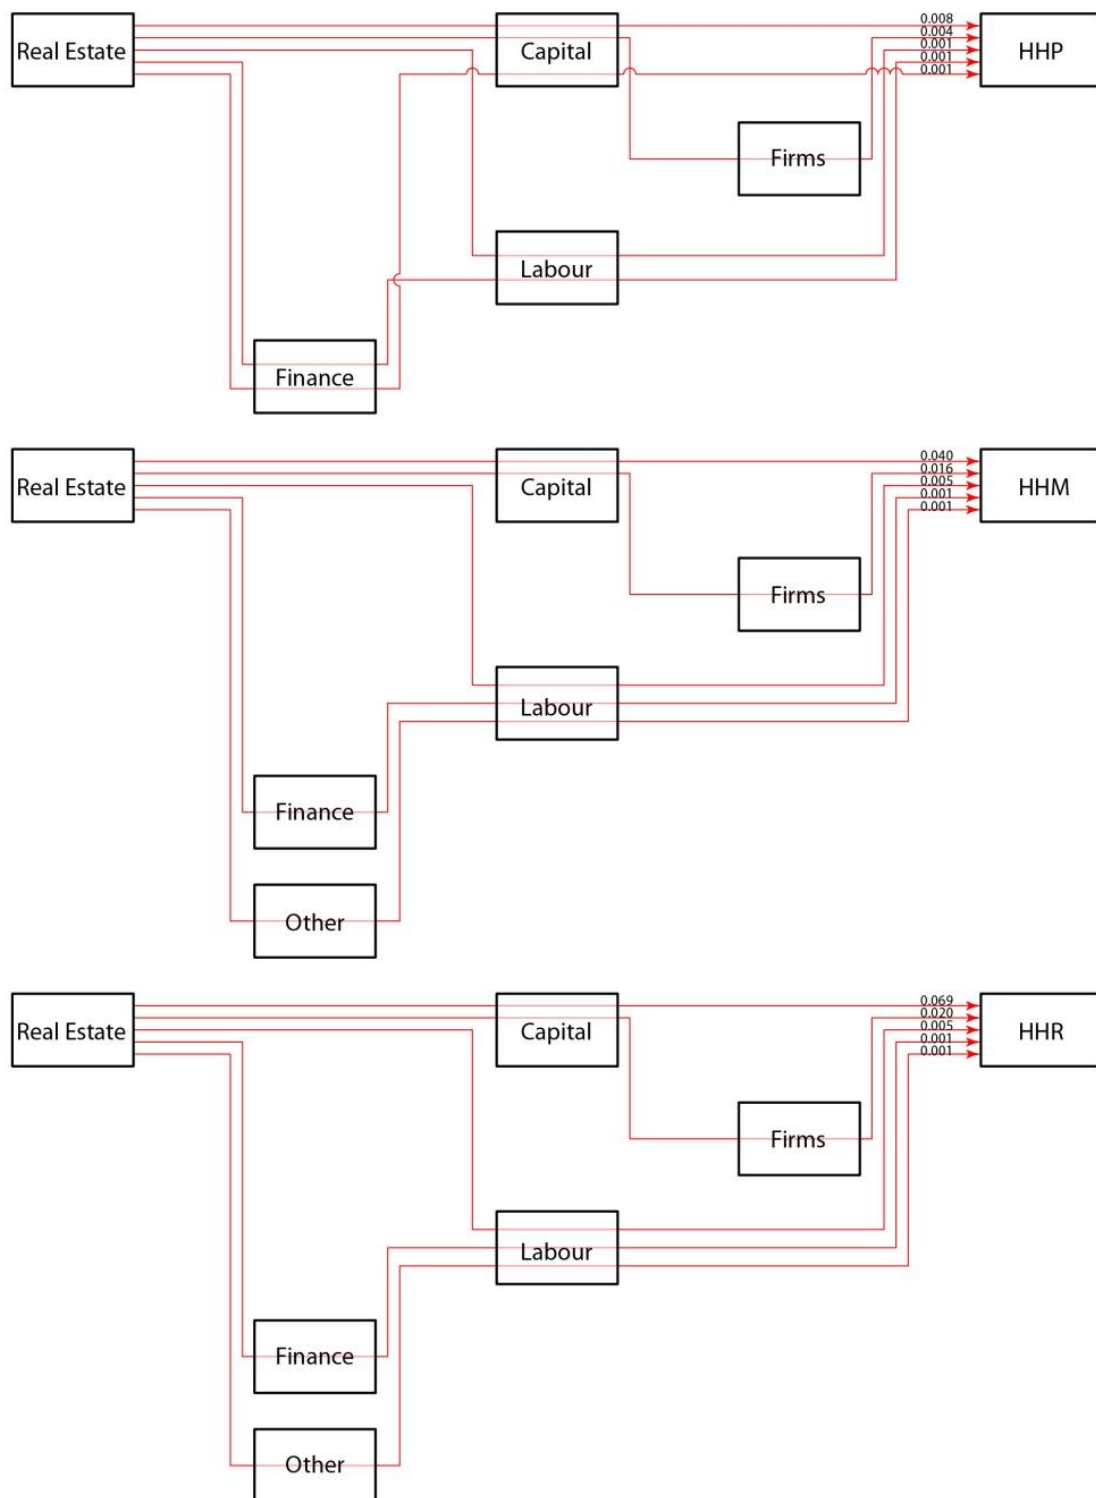 Real Estate
Capital
0.008
0.004
0.001
0.001
0.001
HHP
Firms
Labour
Finance
Real Estate
Capital
0.040
0.016
0.005
0.001
0.001
HHM
Firms
Labour
Finance
Other
Real Estate
Capital
0.069
0.020
0.005
0.001
0.001
HHR
Firms
Labour
Finance
Other